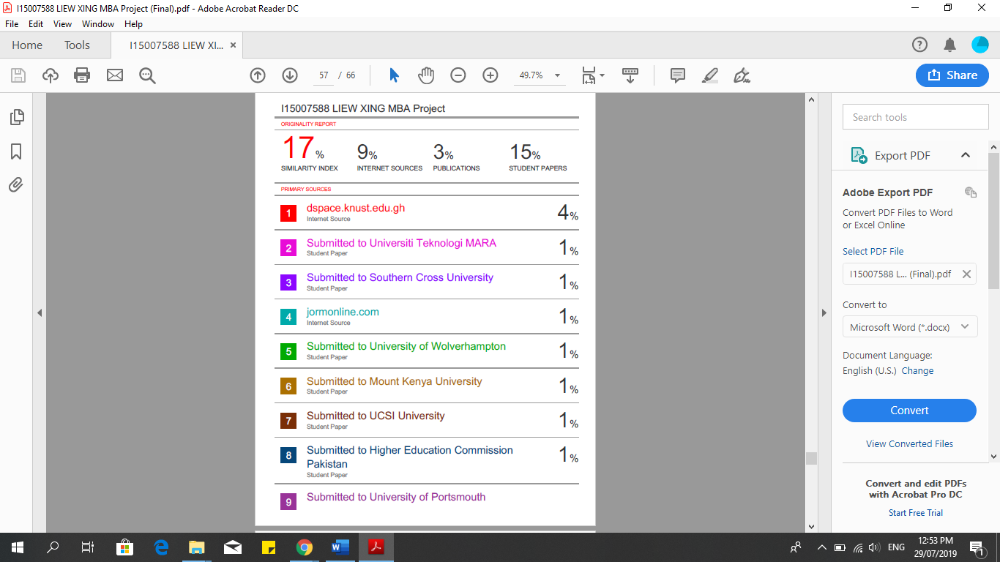 I15007588 LIEW XING MBA Project (Final).pdf - Adobe Acrobat Reader DC
File Edit View Window Help
Home Tools I15007588 LIEW XI... ×
57 / 66 49.7% Share
I15007588 LIEW XING MBA Project
ORIGINALITY REPORT
17% 9% 3% 15%
SIMILARITY INDEX INTERNET SOURCES PUBLICATIONS STUDENT PAPERS
PRIMARY SOURCES
1 dspace.knust.edu.gh 4%
Internet Source
2 Submitted to Universiti Teknologi MARA 1%
Student Paper
3 Submitted to Southern Cross University 1%
Student Paper
4 jormonline.com 1%
Internet Source
5 Submitted to University of Wolverhampton 1%
Student Paper
6 Submitted to Mount Kenya University 1%
Student Paper
7 Submitted to UCSI University 1%
Student Paper
8 Submitted to Higher Education Commission 1%
Pakistan
Student Paper
9 Submitted to University of Portsmouth
Search tools
Export PDF
Adobe Export PDF
Convert PDF Files to Word
or Excel Online
Select PDF File
I15007588 L... (Final).pdf
Convert to
Microsoft Word (*.docx)
Document Language:
English (U.S.) Change
Convert
View Converted Files
Convert and edit PDFs
with Acrobat Pro DC
Start Free Trial
ENG 12:53 PM
29/07/2019 1